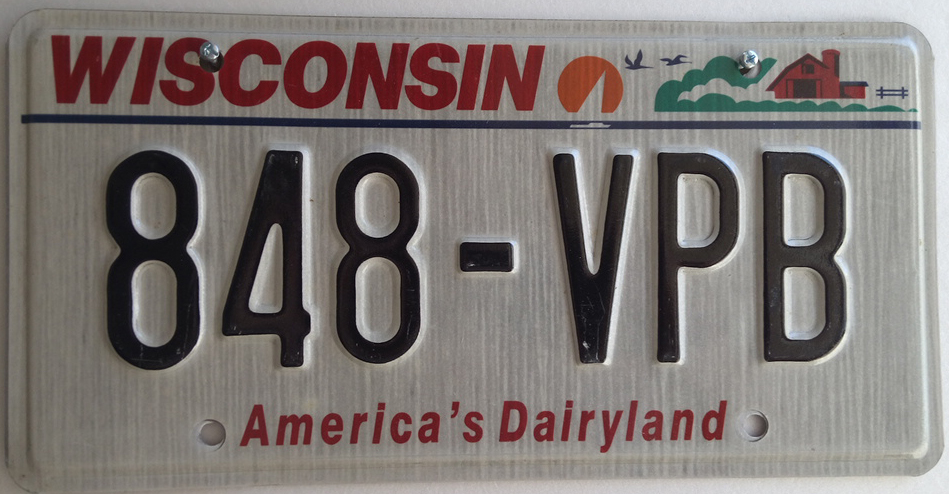 WISCONSIN
848-VPB
America's Dairyland